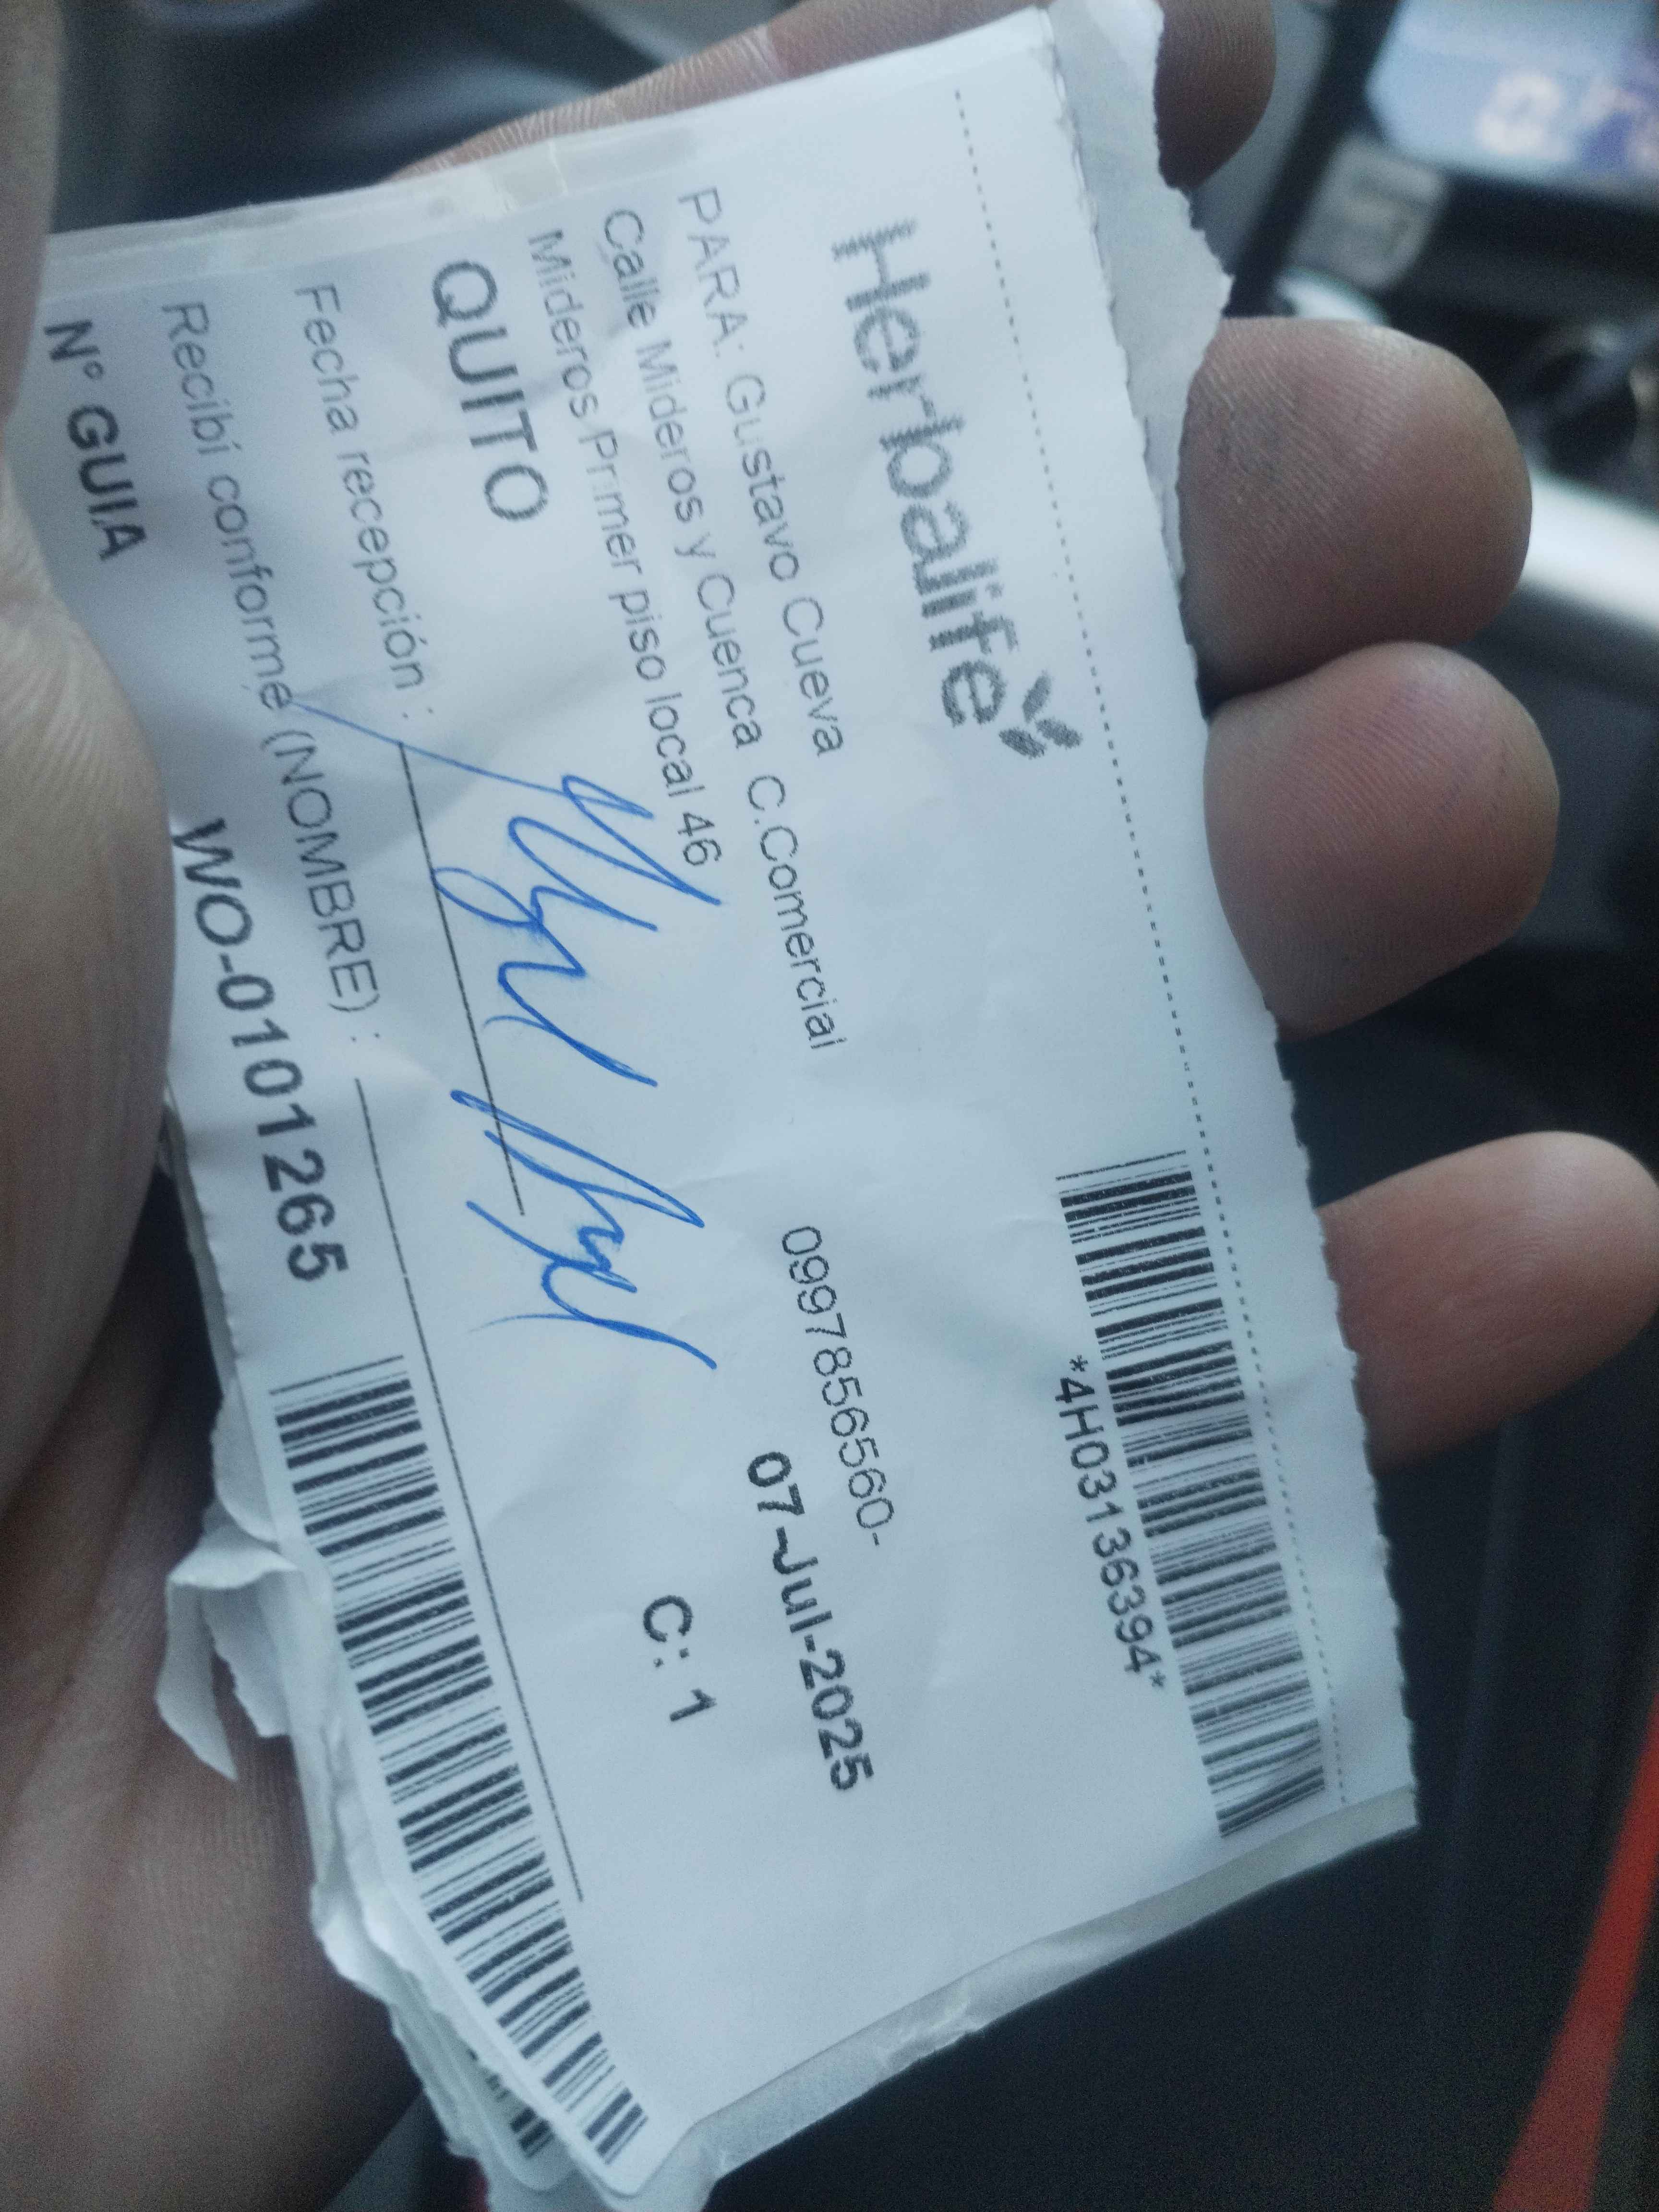 Herbalife
*4H03136394*
PARA: Gustavo Cueva
0997856560-
Calle Mideros y Cuenca C.Comercial
Mideros Primer piso local 46
07-Jul-2025
QUITO
C: 1
Fecha recepción :
Recibí conforme (NOMBRE) :
N° GUIA WO-0101265